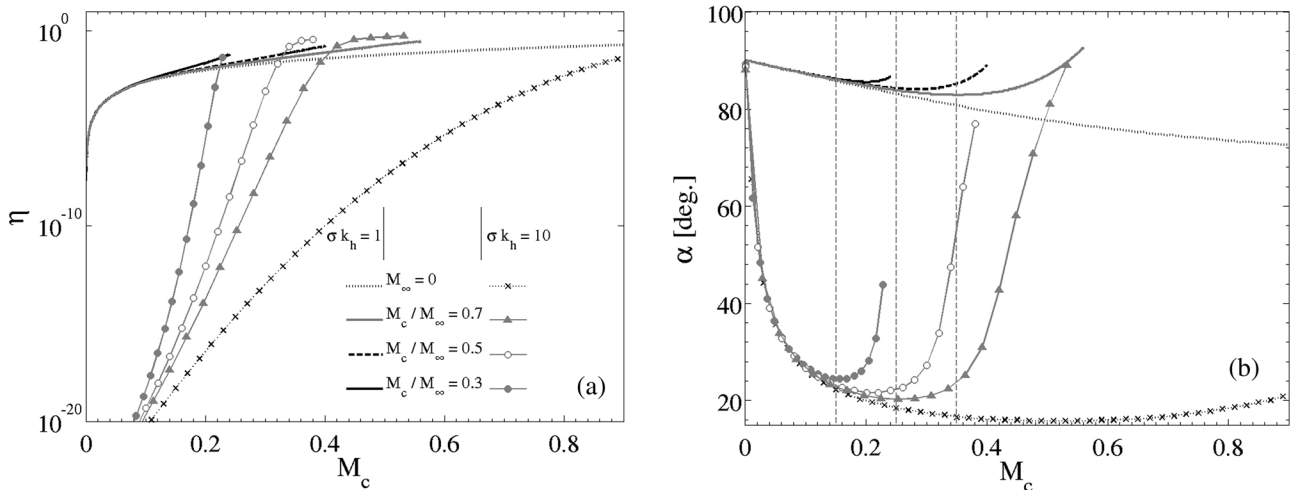 10^0
η
10^-10
10^-20
0
0.2
0.4
0.6
0.8
M_c
σ k_h = 1
σ k_h = 10
M_∞ = 0
M_c / M_∞ = 0.7
M_c / M_∞ = 0.5
M_c / M_∞ = 0.3
(a)
100
80
60
40
20
α [deg.]
0
0.2
0.4
0.6
0.8
M_c
(b)